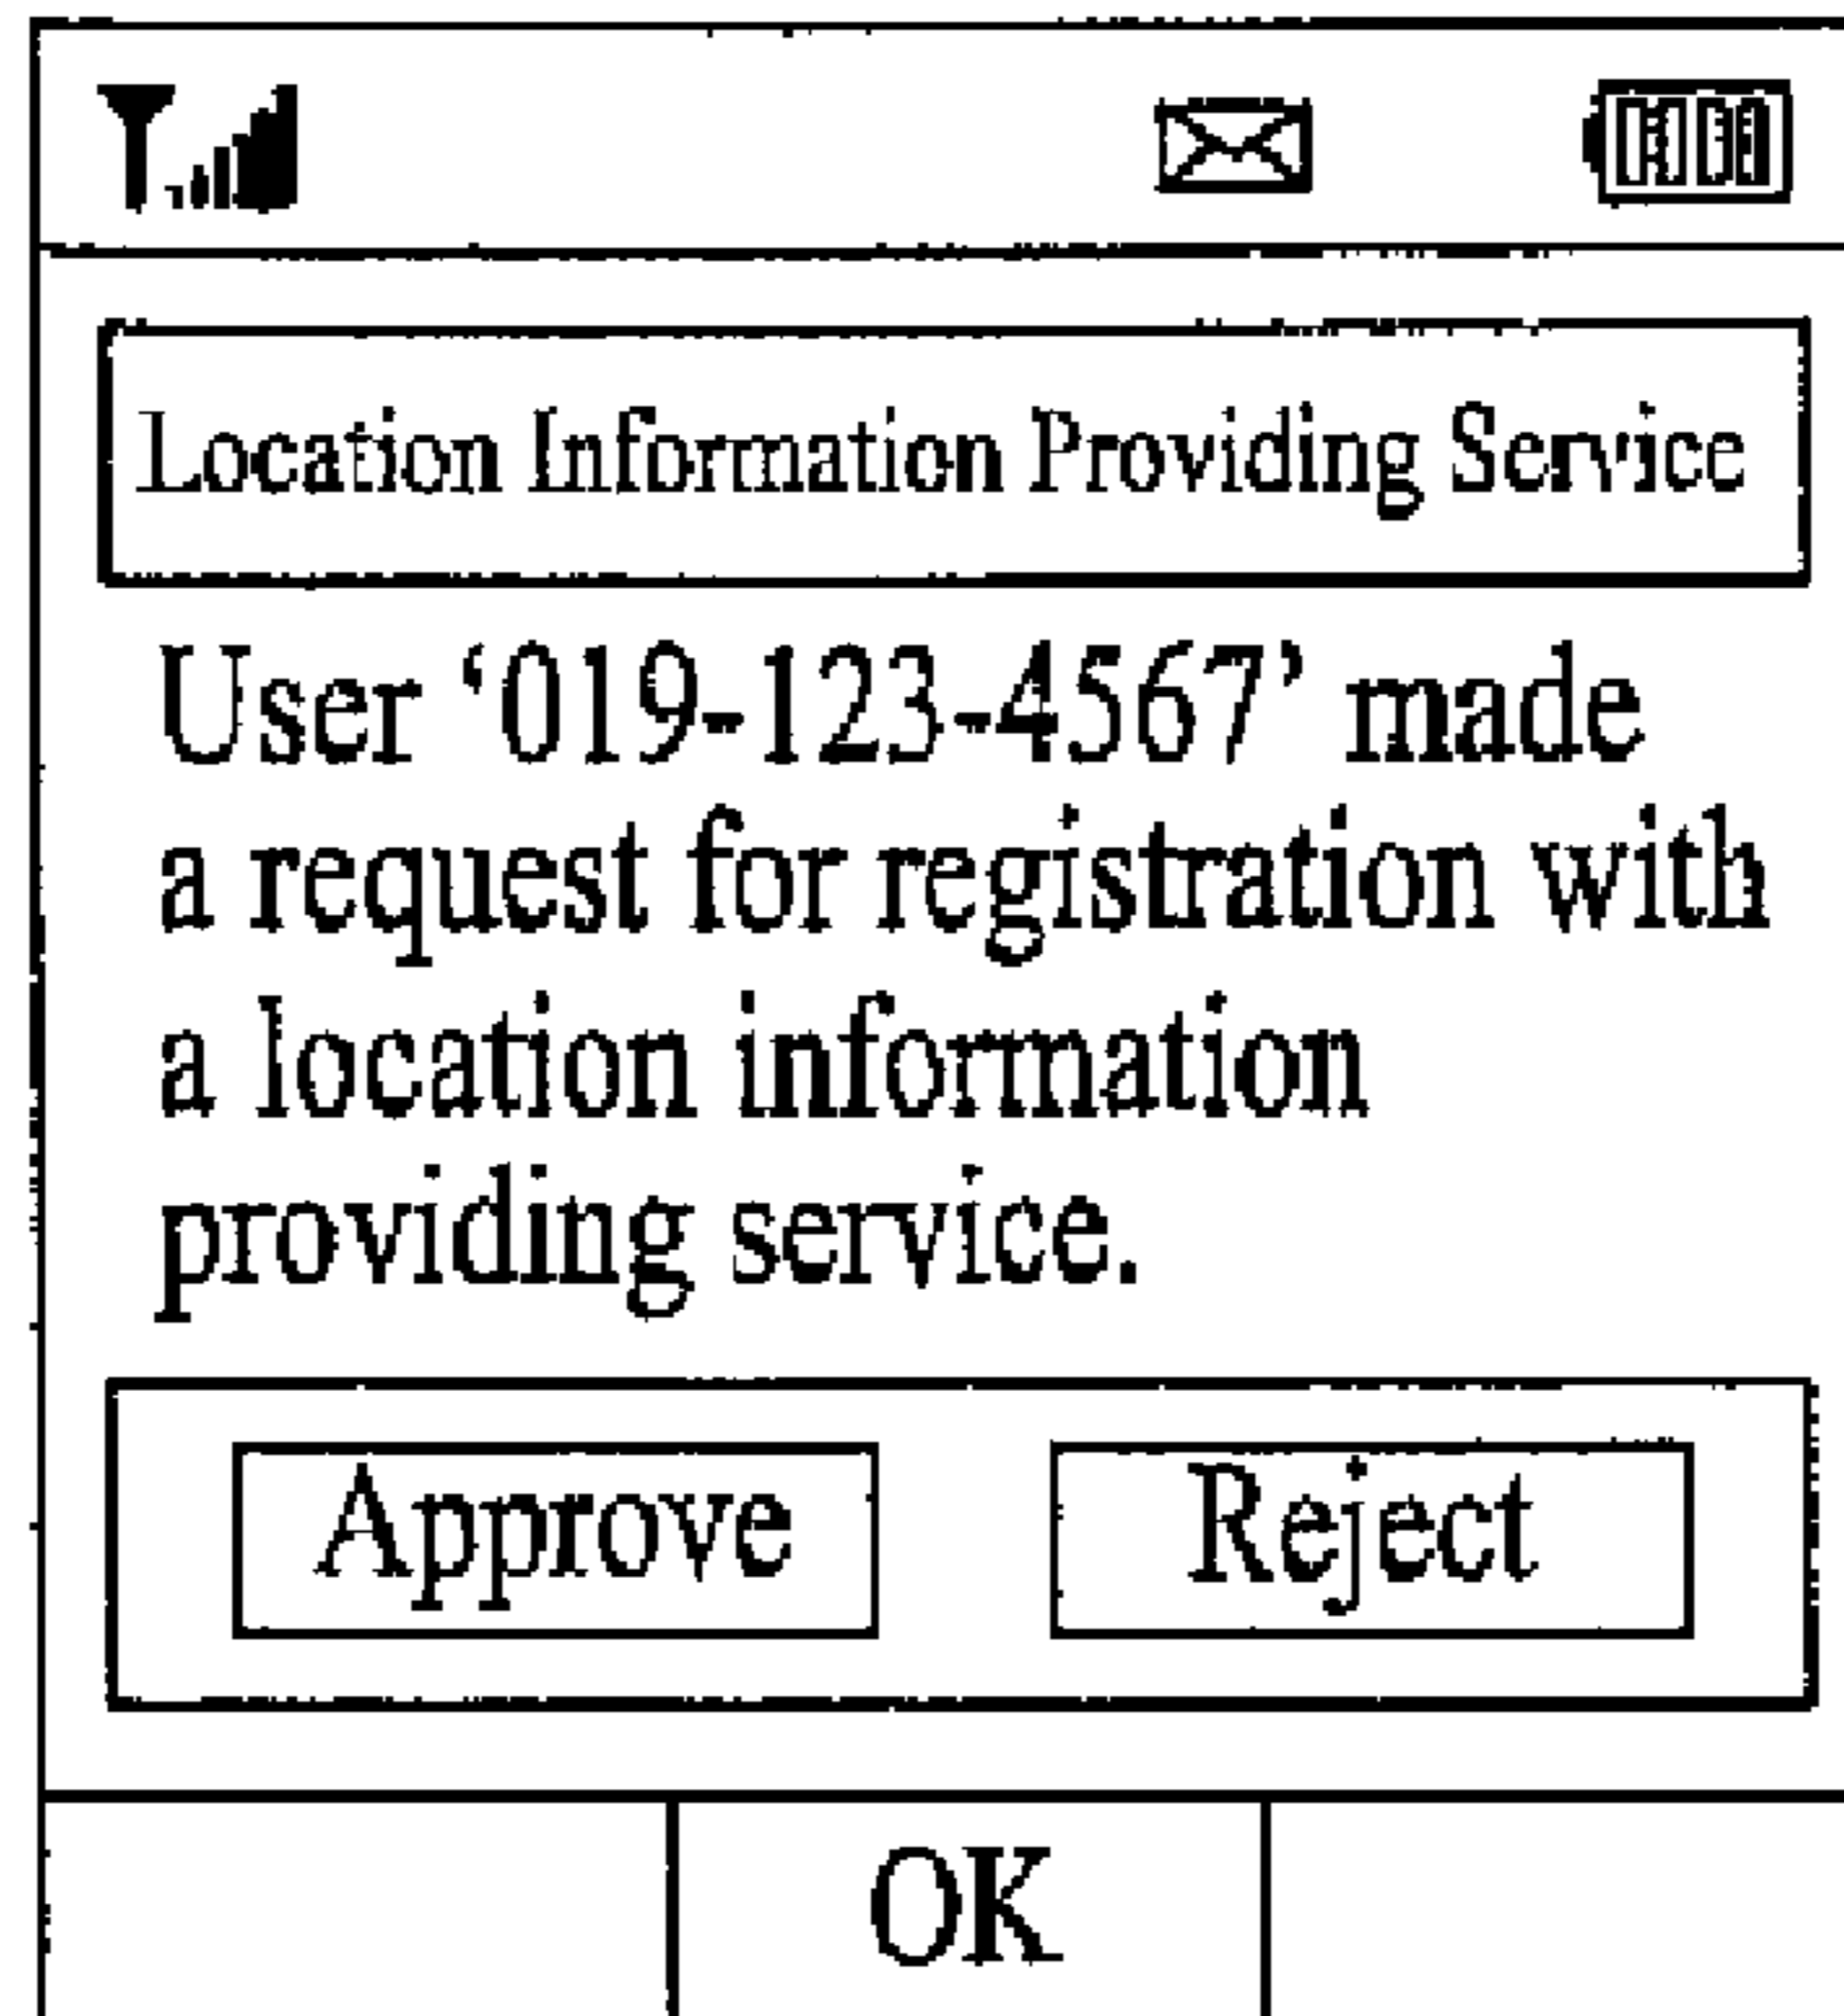 Location Information Providing Service
User ‘019-123-4567’ made
a request for registration with
a location information
providing service.
Approve Reject
OK